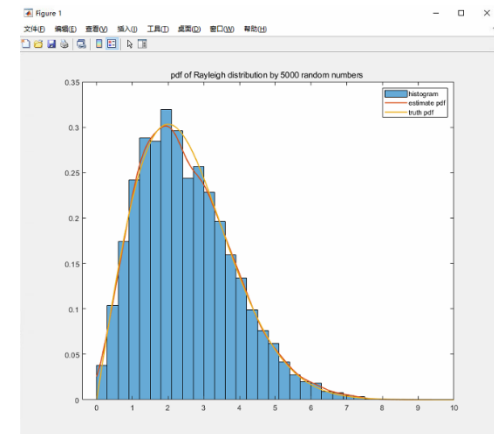 Figure 1
文件(F) 编辑(E) 查看(V) 插入(I) 工具(T) 桌面(D) 窗口(W) 帮助(H)
pdf of Rayleigh distribution by 5000 random numbers
0.35
histogram
estimate pdf
truth pdf
0.3
0.25
0.2
0.15
0.1
0.05
0
0 1 2 3 4 5 6 7 8 9 10